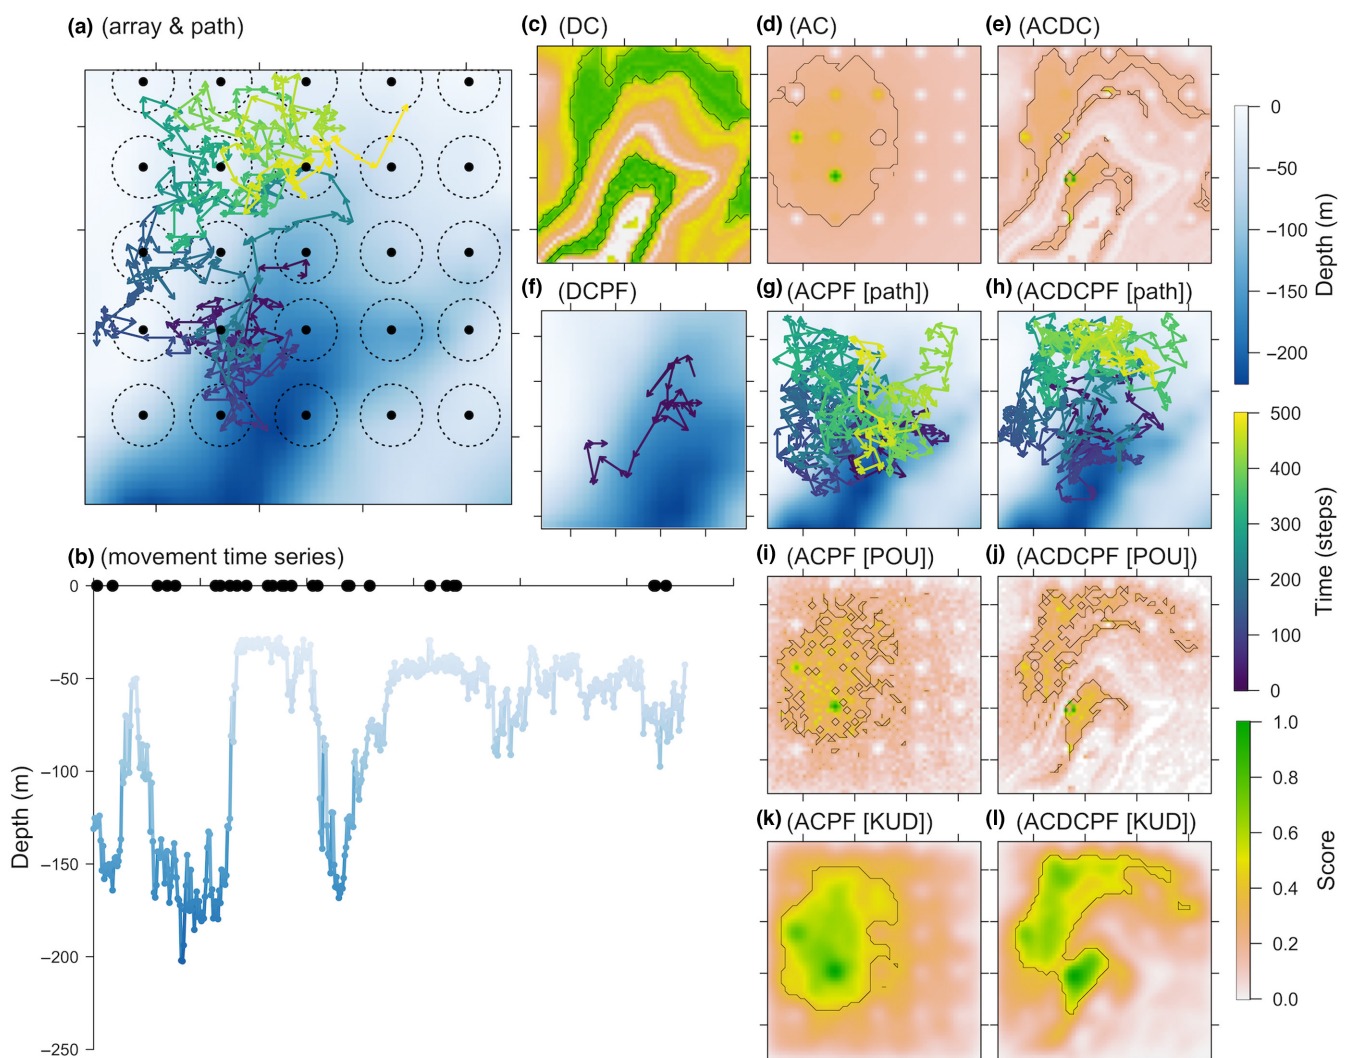 (a) (array & path)
(c) (DC)
(d) (AC)
(e) (ACDC)
0
−50
−100
−150
−200
Depth (m)
(f) (DCPF)
(g) (ACPF [path])
(h) (ACDCPF [path])
500
400
300
200
100
0
Time (steps)
(b) (movement time series)
0
−50
−100
−150
−200
−250
Depth (m)
(i) (ACPF [POU])
(j) (ACDCPF [POU])
1.0
0.8
0.6
0.4
0.2
0.0
Score
(k) (ACPF [KUD])
(l) (ACDCPF [KUD])